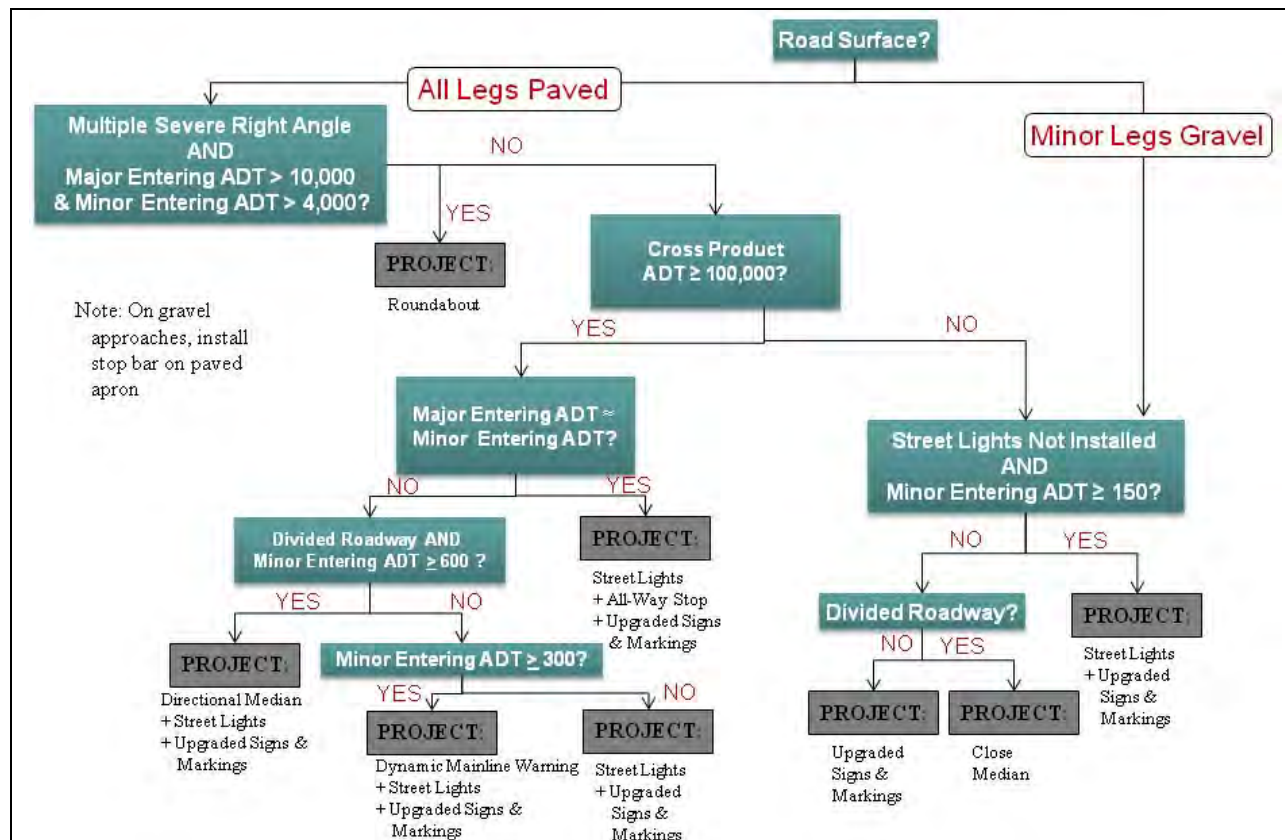 Road Surface?
All Legs Paved
Minor Legs Gravel
Multiple Severe Right Angle
AND
Major Entering ADT > 10,000
& Minor Entering ADT > 4,000?
NO
YES
PROJECT:
Roundabout
Cross Product
ADT ≥ 100,000?
Note: On gravel
approaches, install
stop bar on paved
apron
YES
NO
Major Entering ADT ≈
Minor Entering ADT?
Street Lights Not Installed
AND
Minor Entering ADT ≥ 150?
NO
YES
Divided Roadway AND
Minor Entering ADT ≥ 600 ?
PROJECT:
Street Lights
+ All-Way Stop
+ Upgraded Signs
& Markings
NO
YES
Divided Roadway?
PROJECT:
Street Lights
+ Upgraded
Signs &
Markings
YES
NO
PROJECT:
Directional Median
+ Street Lights
+ Upgraded Signs &
Markings
Minor Entering ADT ≥ 300?
YES
NO
PROJECT:
Dynamic Mainline Warning
+ Street Lights
+ Upgraded Signs &
Markings
PROJECT:
Street Lights
+ Upgraded
Signs &
Markings
NO
YES
PROJECT:
Upgraded
Signs &
Markings
PROJECT:
Close
Median